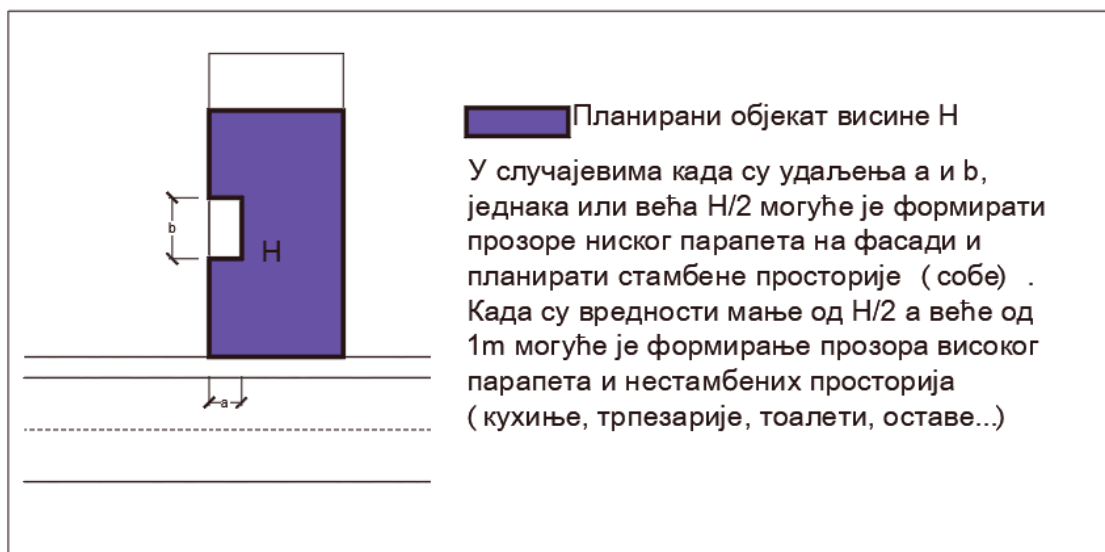 Планирани објекат висине Н
У случајевима када су удаљења а и b,
једнака или већа H/2 могуће је формирати
прозоре ниског парапета на фасади и
планирати стамбене просторије ( собе) .
Када су вредности мање од H/2 а веће од
1m могуће је формирање прозора високог
парапета и нестамбених просторија
( кухиње, трпезарије, тоалети, оставе...)
b
H
a